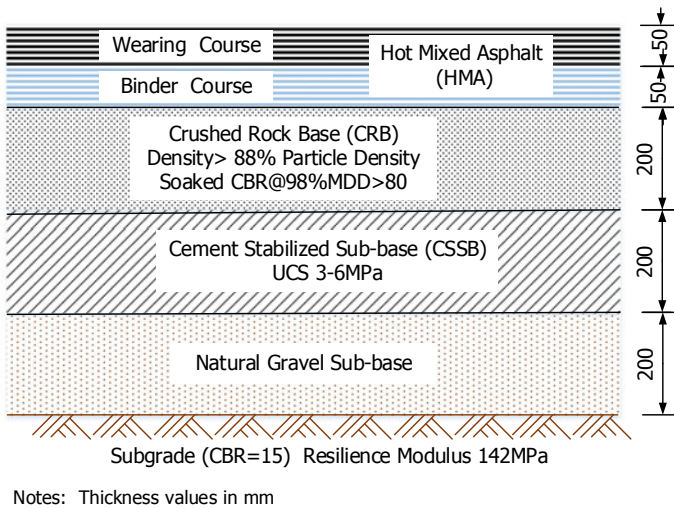 Wearing Course
Hot Mixed Asphalt
(HMA)
Binder Course
Crushed Rock Base (CRB)
Density> 88% Particle Density
Soaked CBR@98%MDD>80
Cement Stabilized Sub-base (CSSB)
UCS 3-6MPa
Natural Gravel Sub-base
Subgrade (CBR=15) Resilience Modulus 142MPa
Notes: Thickness values in mm
50
50
200
200
200